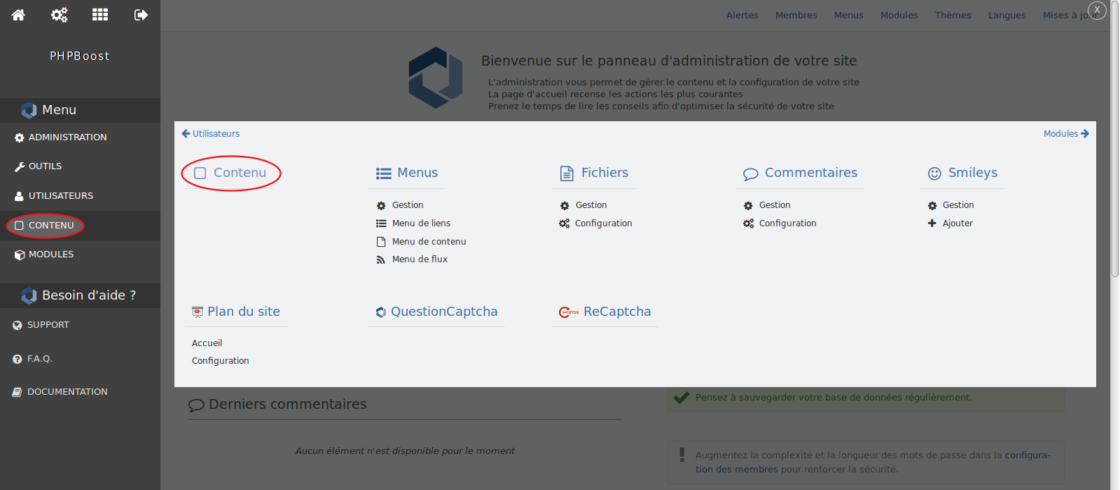 PHPBoost
Menu
ADMINISTRATION
OUTILS
UTILISATEURS
CONTENU
MODULES
Besoin d'aide ?
SUPPORT
F.A.Q.
DOCUMENTATION
Alertes Membres Menus Modules Thèmes Langues Mises à jour
X
Bienvenue sur le panneau d'administration de votre site
L'administration vous permet de gérer le contenu et la configuration de votre site
La page d'accueil recense les actions les plus courantes
Prenez le temps de lire les conseils afin d'optimiser la sécurité de votre site
Utilisateurs Modules
Contenu
Menus
Gestion
Menu de liens
Menu de contenu
Menu de flux
Fichiers
Gestion
Configuration
Commentaires
Gestion
Configuration
Smileys
Gestion
Ajouter
Plan du site
Accueil
Configuration
QuestionCaptcha
ReCaptcha
Derniers commentaires
Aucun élément n'est disponible pour le moment
Pensez à sauvegarder votre base de données régulièrement.
Augmentez la complexité et la longueur des mots de passe dans la configura-
tion des membres pour renforcer la sécurité.